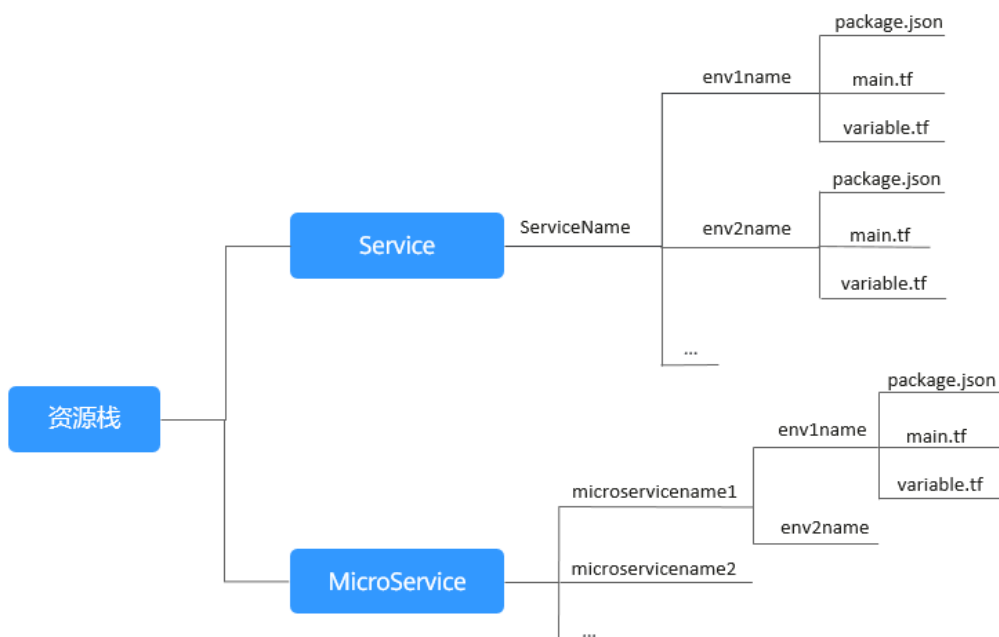 package.json
env1name
main.tf
variable.tf
package.json
Service
ServiceName
env2name
main.tf
variable.tf
...
资源栈
package.json
env1name
main.tf
variable.tf
microservicename1
env2name
MicroService
microservicename2
...